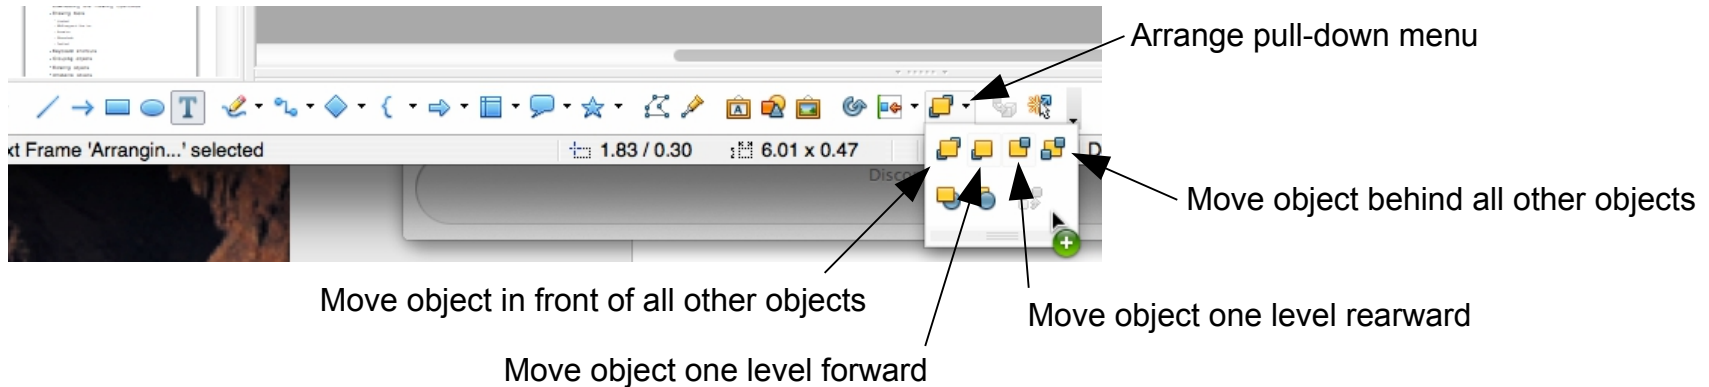 Arrange pull-down menu
T
A
xt Frame 'Arrangin...' selected
1.83 / 0.30
6.01 x 0.47
D
Disco
Move object behind all other objects
Move object in front of all other objects
Move object one level rearward
Move object one level forward